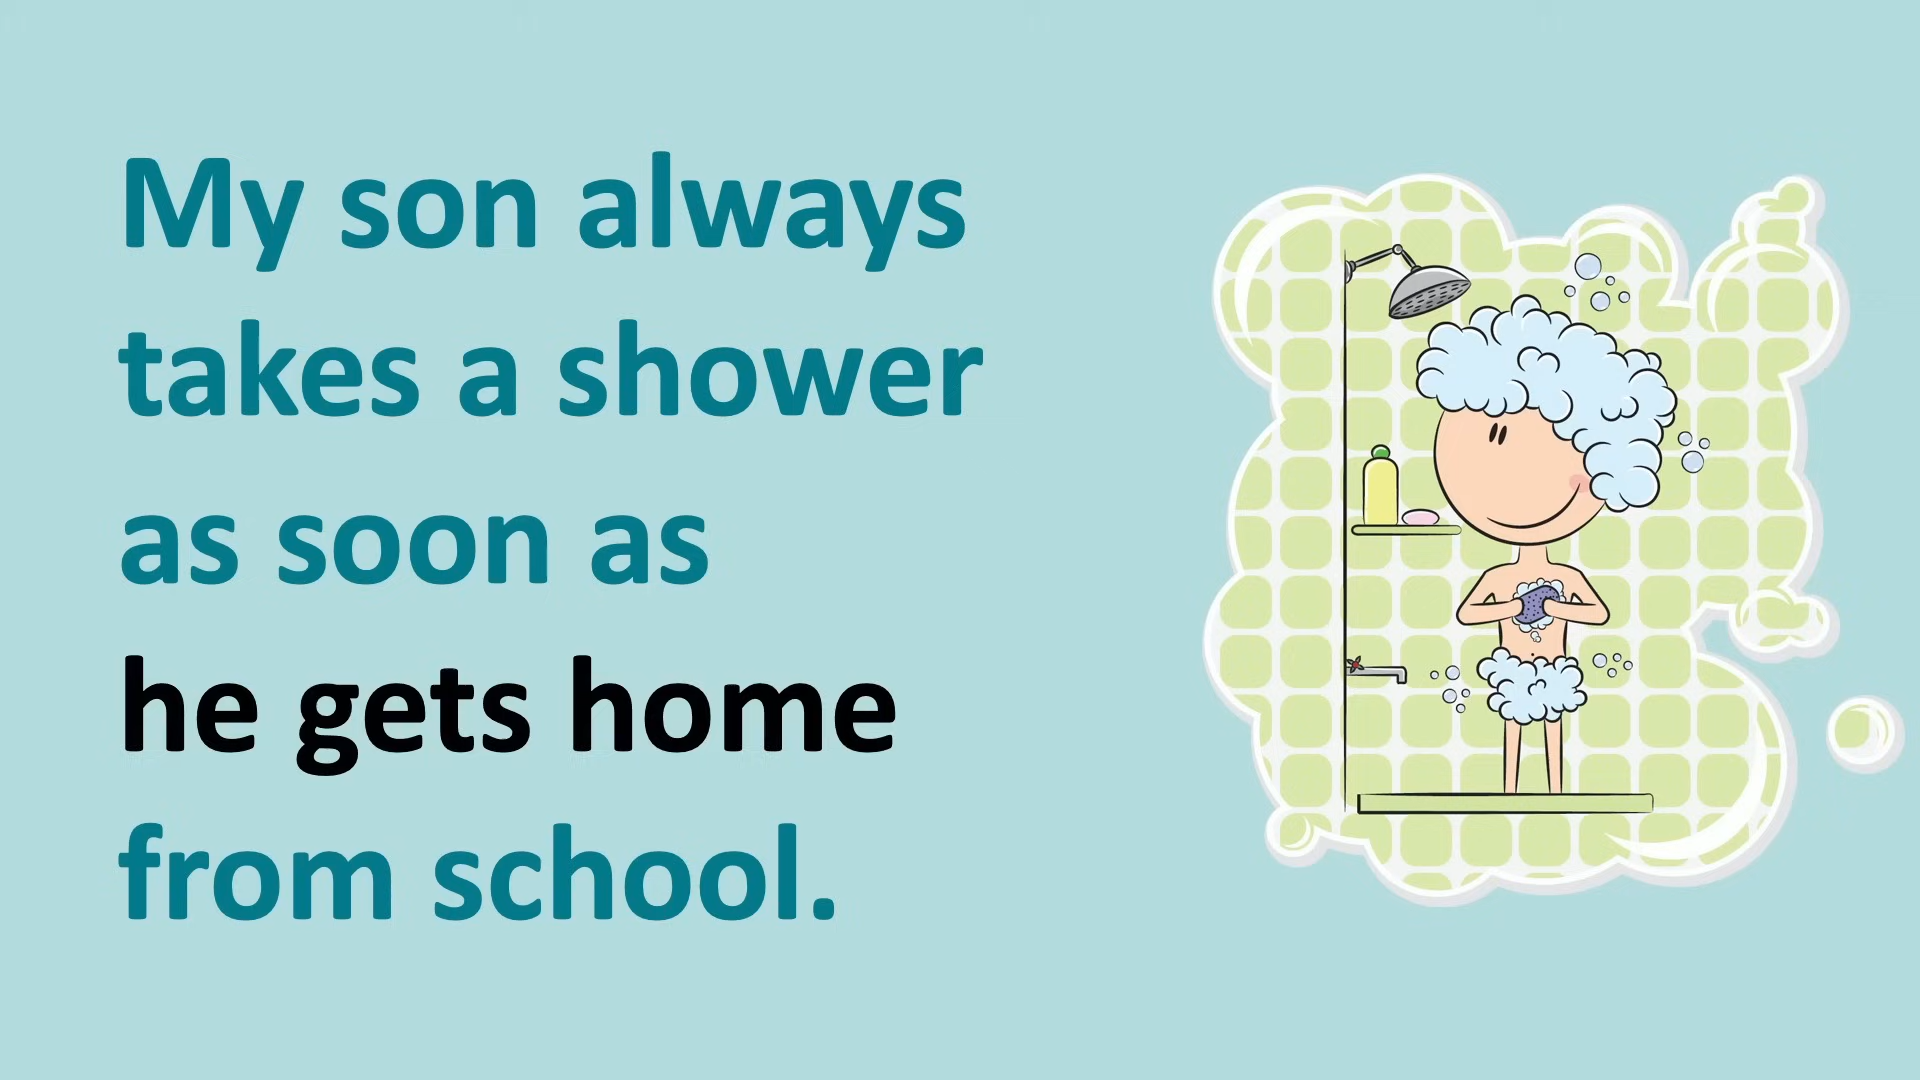 My son always
takes a shower
as soon as
he gets home
from school.